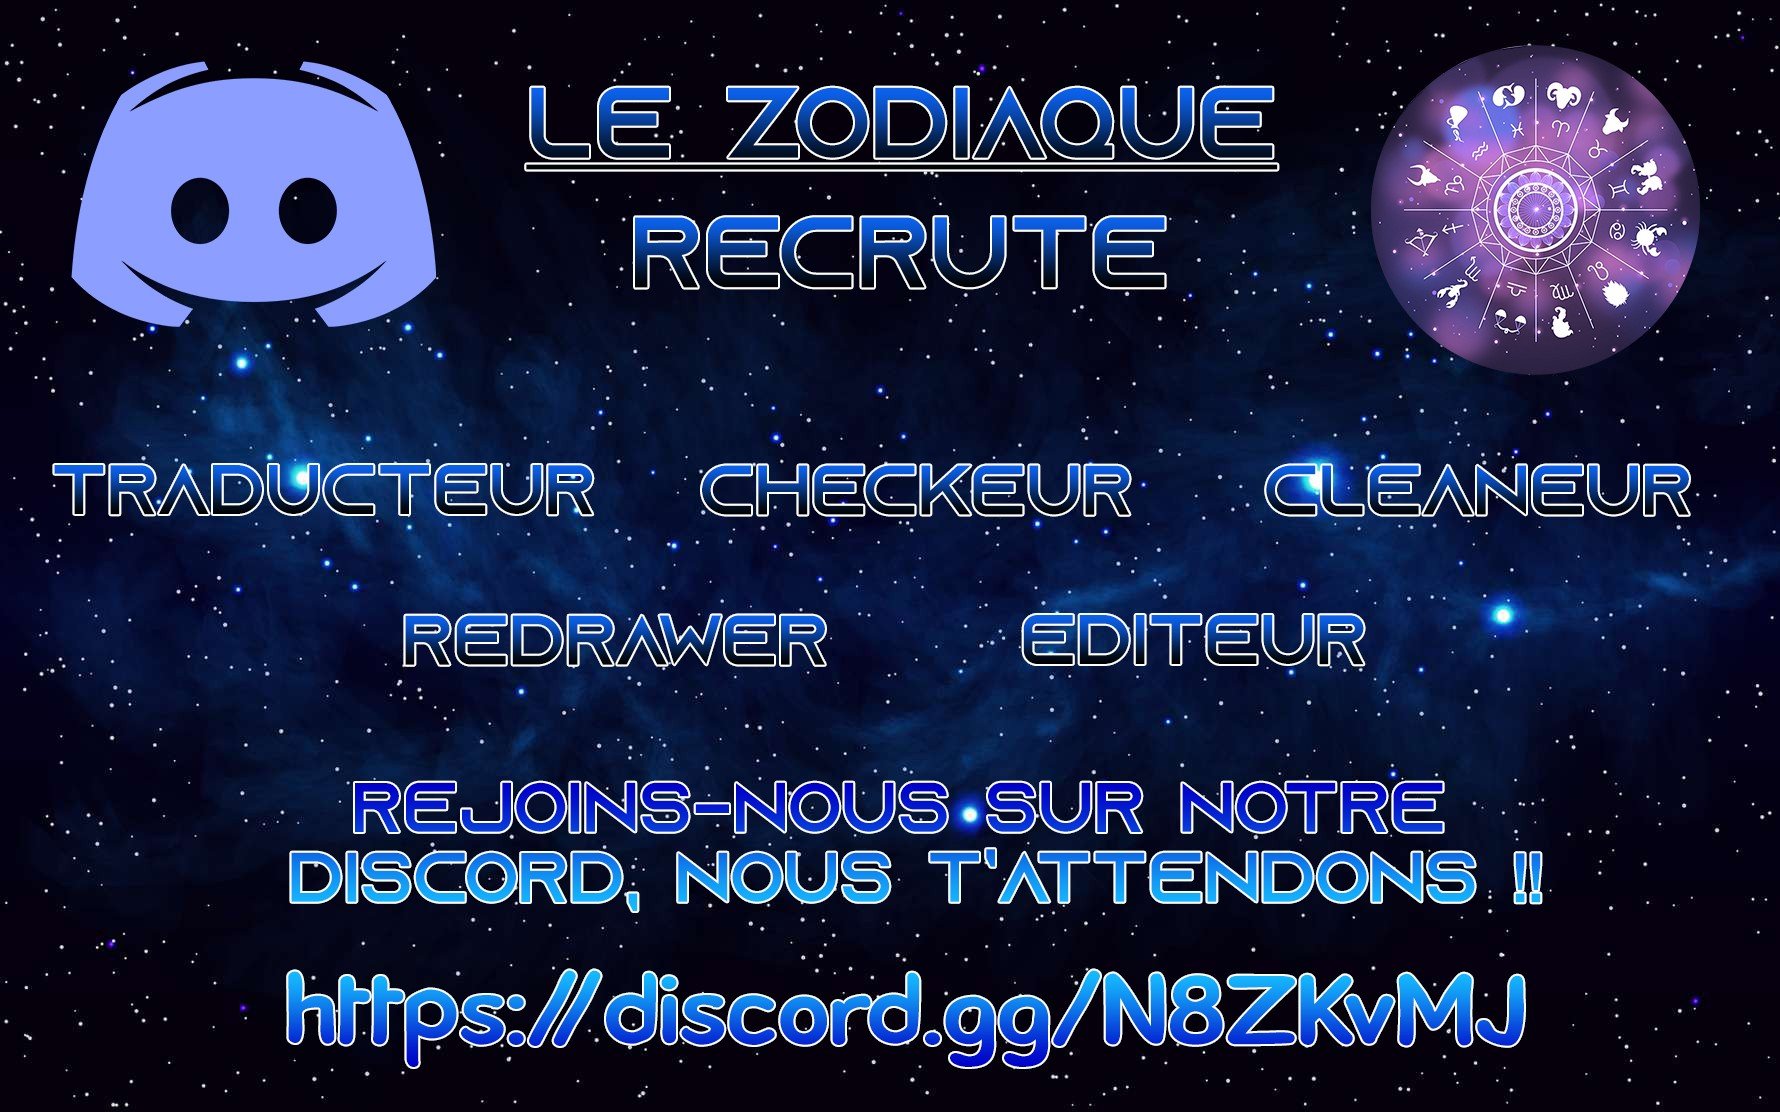 LE ZODIAQUE
RECRUTE
TRADUCTEUR CHECKEUR CLEANEUR
REDRAWER EDITEUR
REJOINS-NOUS SUR NOTRE
DISCORD, NOUS T'ATTENDONS !!
https://discord.gg/N8ZKvMJ